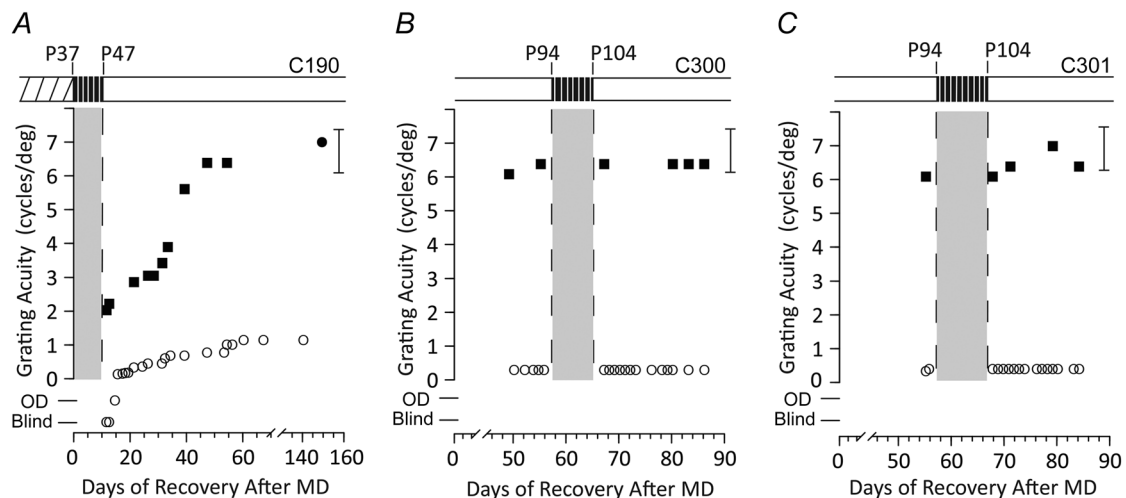 A
P37 P47
C190
Grating Acuity (cycles/deg)
7
6
5
4
3
2
1
0
OD
Blind
0 20 40 60 140 160
Days of Recovery After MD
B
P94 P104
C300
Grating Acuity (cycles/deg)
7
6
5
4
3
2
1
0
OD
Blind
0 50 60 70 80 90
Days of Recovery After MD
C
P94 P104
C301
Grating Acuity (cycles/deg)
7
6
5
4
3
2
1
0
OD
Blind
0 50 60 70 80 90
Days of Recovery After MD